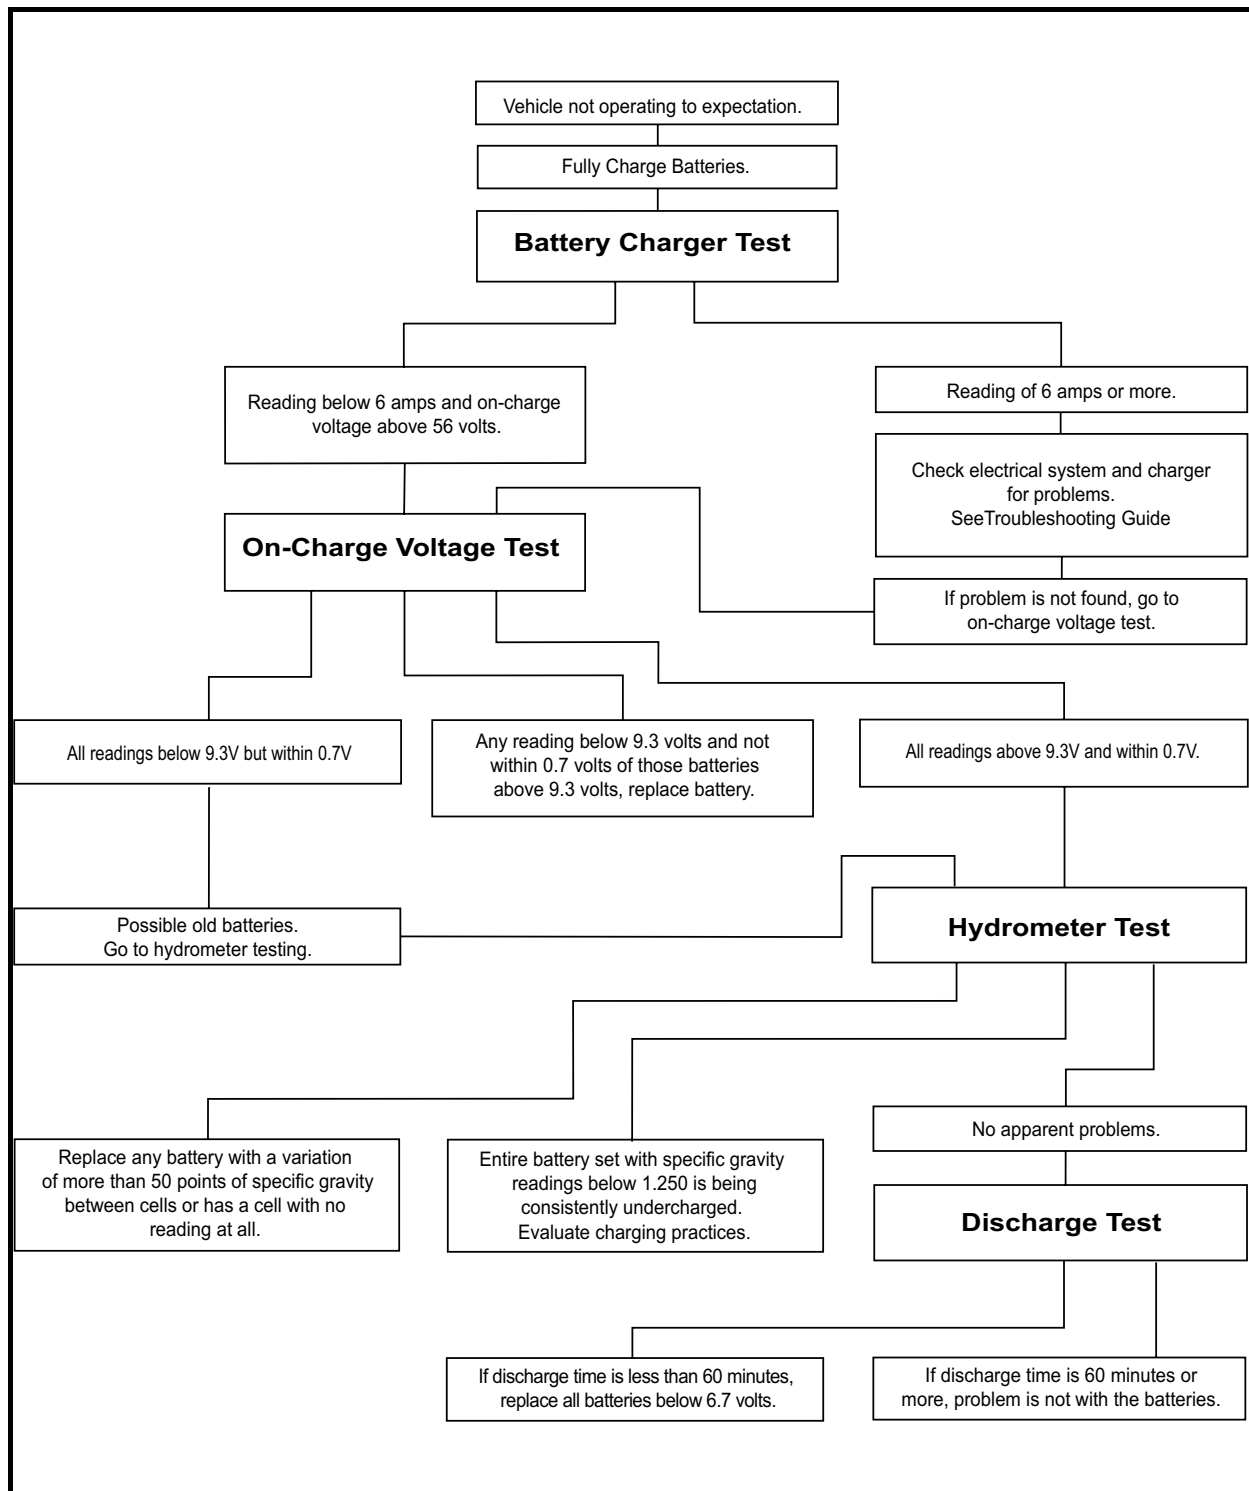 Vehicle not operating to expectation.
Fully Charge Batteries.
Battery Charger Test
Reading below 6 amps and on-charge
voltage above 56 volts.
Reading of 6 amps or more.
Check electrical system and charger
for problems.
SeeTroubleshooting Guide
On-Charge Voltage Test
If problem is not found, go to
on-charge voltage test.
All readings below 9.3V but within 0.7V
Any reading below 9.3 volts and not
within 0.7 volts of those batteries
above 9.3 volts, replace battery.
All readings above 9.3V and within 0.7V.
Possible old batteries.
Go to hydrometer testing.
Hydrometer Test
Replace any battery with a variation
of more than 50 points of specific gravity
between cells or has a cell with no
reading at all.
Entire battery set with specific gravity
readings below 1.250 is being
consistently undercharged.
Evaluate charging practices.
No apparent problems.
Discharge Test
If discharge time is less than 60 minutes,
replace all batteries below 6.7 volts.
If discharge time is 60 minutes or
more, problem is not with the batteries.